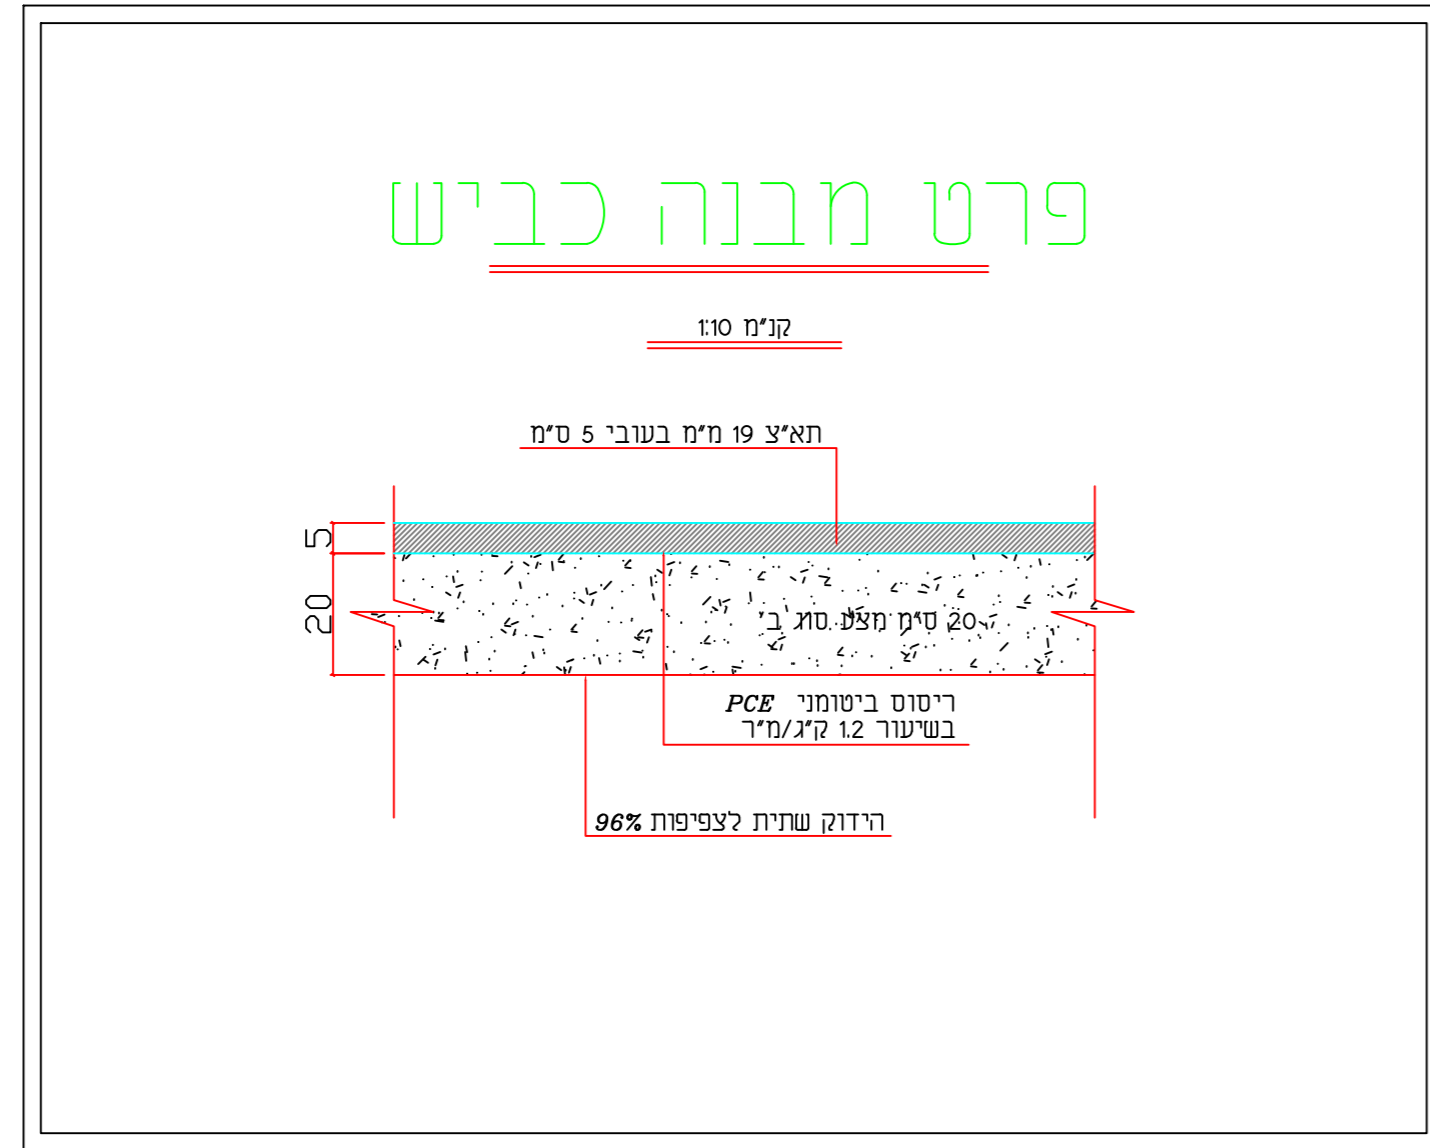 פרט מבנה כביש
קנ"מ 1:10
תא"צ 19 מ"מ בעובי 5 ס"מ
5
20
20 ס"מ מצע סוג ב'
ריסוס ביטומני PCE
בשיעור 1.2 ק"ג/מ"ר
הידוק שתית לצפיפות 96%